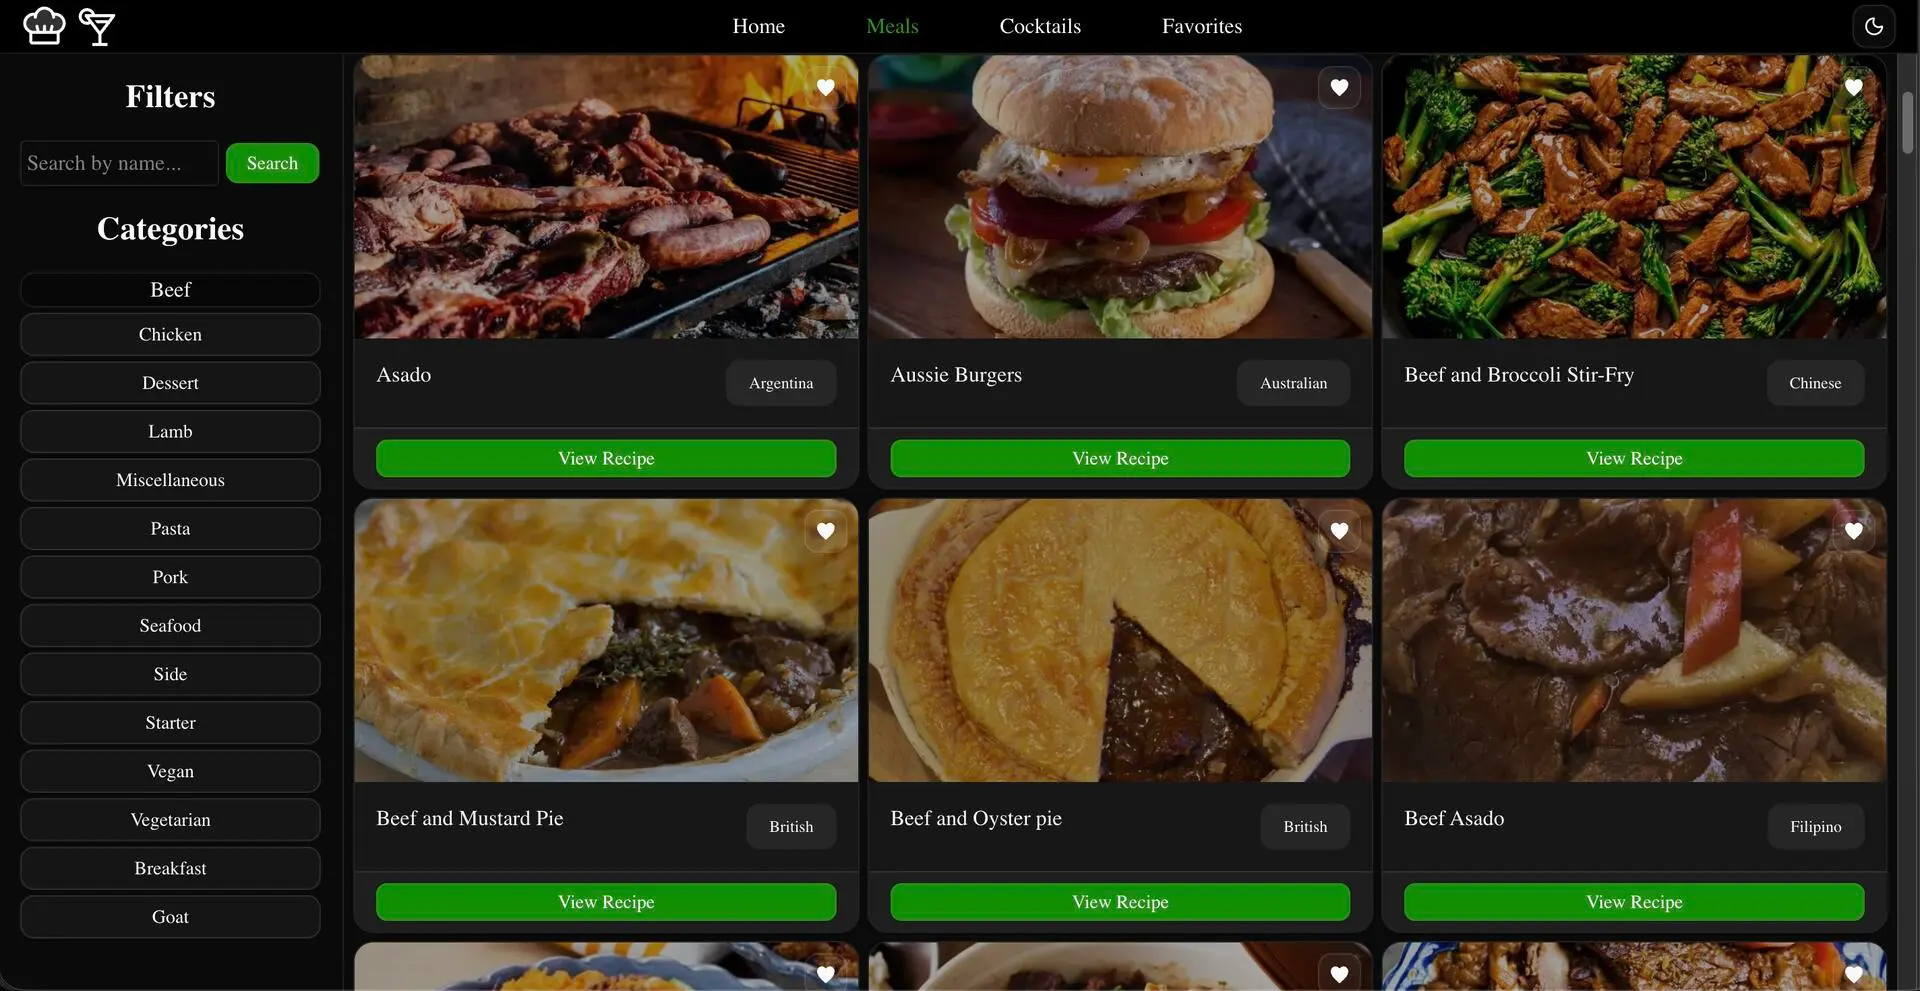 Home
Meals
Cocktails
Favorites
Filters
Search by name...
Search
Categories
Beef
Chicken
Dessert
Lamb
Miscellaneous
Pasta
Pork
Seafood
Side
Starter
Vegan
Vegetarian
Breakfast
Goat
Asado
Argentina
View Recipe
Aussie Burgers
Australian
View Recipe
Beef and Broccoli Stir-Fry
Chinese
View Recipe
Beef and Mustard Pie
British
View Recipe
Beef and Oyster pie
British
View Recipe
Beef Asado
Filipino
View Recipe